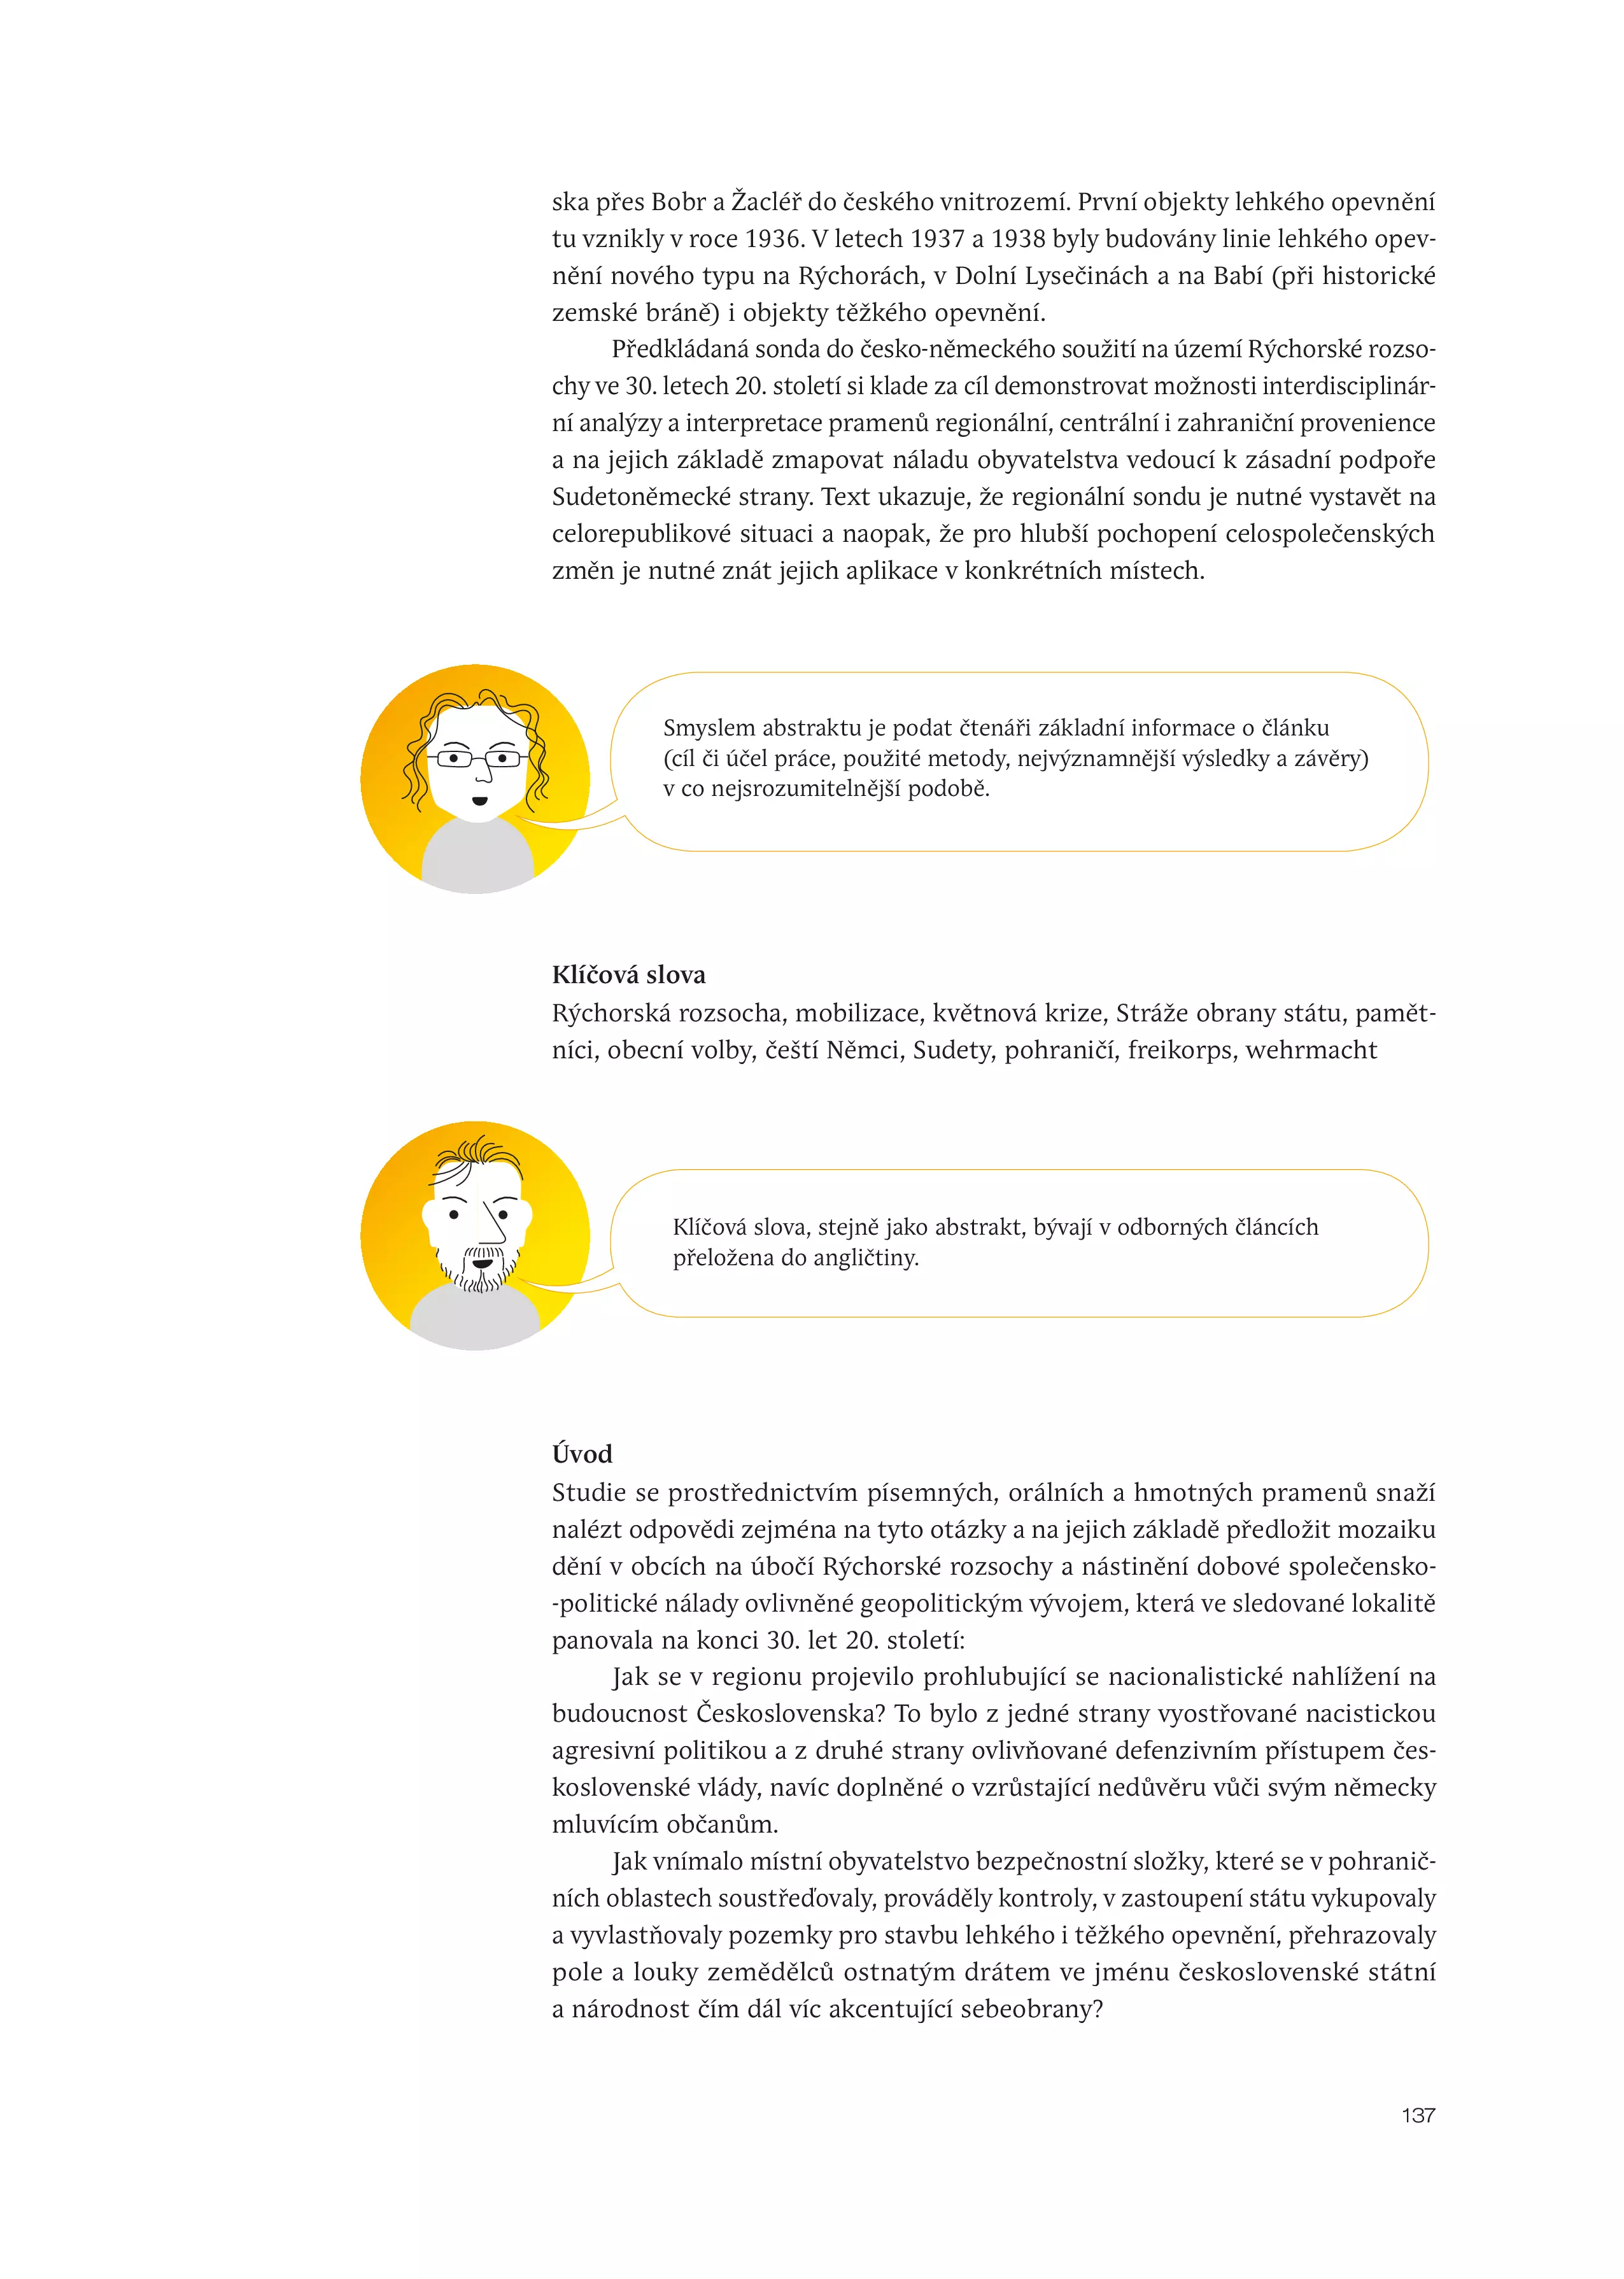 ska přes Bobr a Žacléř do českého vnitrozemí. První objekty lehkého opevnění
tu vznikly v roce 1936. V letech 1937 a 1938 byly budovány linie lehkého opev-
nění nového typu na Rýchorách, v Dolní Lysečinách a na Babí (při historické
zemské bráně) i objekty těžkého opevnění.
Předkládaná sonda do česko-německého soužití na území Rýchorské rozso-
chy ve 30. letech 20. století si klade za cíl demonstrovat možnosti interdisciplinár-
ní analýzy a interpretace pramenů regionální, centrální i zahraniční provenience
a na jejich základě zmapovat náladu obyvatelstva vedoucí k zásadní podpoře
Sudetoněmecké strany. Text ukazuje, že regionální sondu je nutné vystavět na
celorepublikové situaci a naopak, že pro hlubší pochopení celospolečenských
změn je nutné znát jejich aplikace v konkrétních místech.
Smyslem abstraktu je podat čtenáři základní informace o článku
(cíl či účel práce, použité metody, nejvýznamnější výsledky a závěry)
v co nejsrozumitelnější podobě.
Klíčová slova
Rýchorská rozsocha, mobilizace, květnová krize, Stráže obrany státu, pamět-
níci, obecní volby, čeští Němci, Sudety, pohraničí, freikorps, wehrmacht
Klíčová slova, stejně jako abstrakt, bývají v odborných článcích
přeložena do angličtiny.
Úvod
Studie se prostřednictvím písemných, orálních a hmotných pramenů snaží
nalézt odpovědi zejména na tyto otázky a na jejich základě předložit mozaiku
dění v obcích na úbočí Rýchorské rozsochy a nástinění dobové společensko-
-politické nálady ovlivněné geopolitickým vývojem, která ve sledované lokalitě
panovala na konci 30. let 20. století:
Jak se v regionu projevilo prohlubující se nacionalistické nahlížení na
budoucnost Československa? To bylo z jedné strany vyostřované nacistickou
agresivní politikou a z druhé strany ovlivňované defenzivním přístupem čes-
koslovenské vlády, navíc doplněné o vzrůstající nedůvěru vůči svým německy
mluvícím občanům.
Jak vnímalo místní obyvatelstvo bezpečnostní složky, které se v pohranič-
ních oblastech soustřeďovaly, prováděly kontroly, v zastoupení státu vykupovaly
a vyvlastňovaly pozemky pro stavbu lehkého i těžkého opevnění, přehrazovaly
pole a louky zemědělců ostnatým drátem ve jménu československé státní
a národnost čím dál víc akcentující sebeobrany?
137